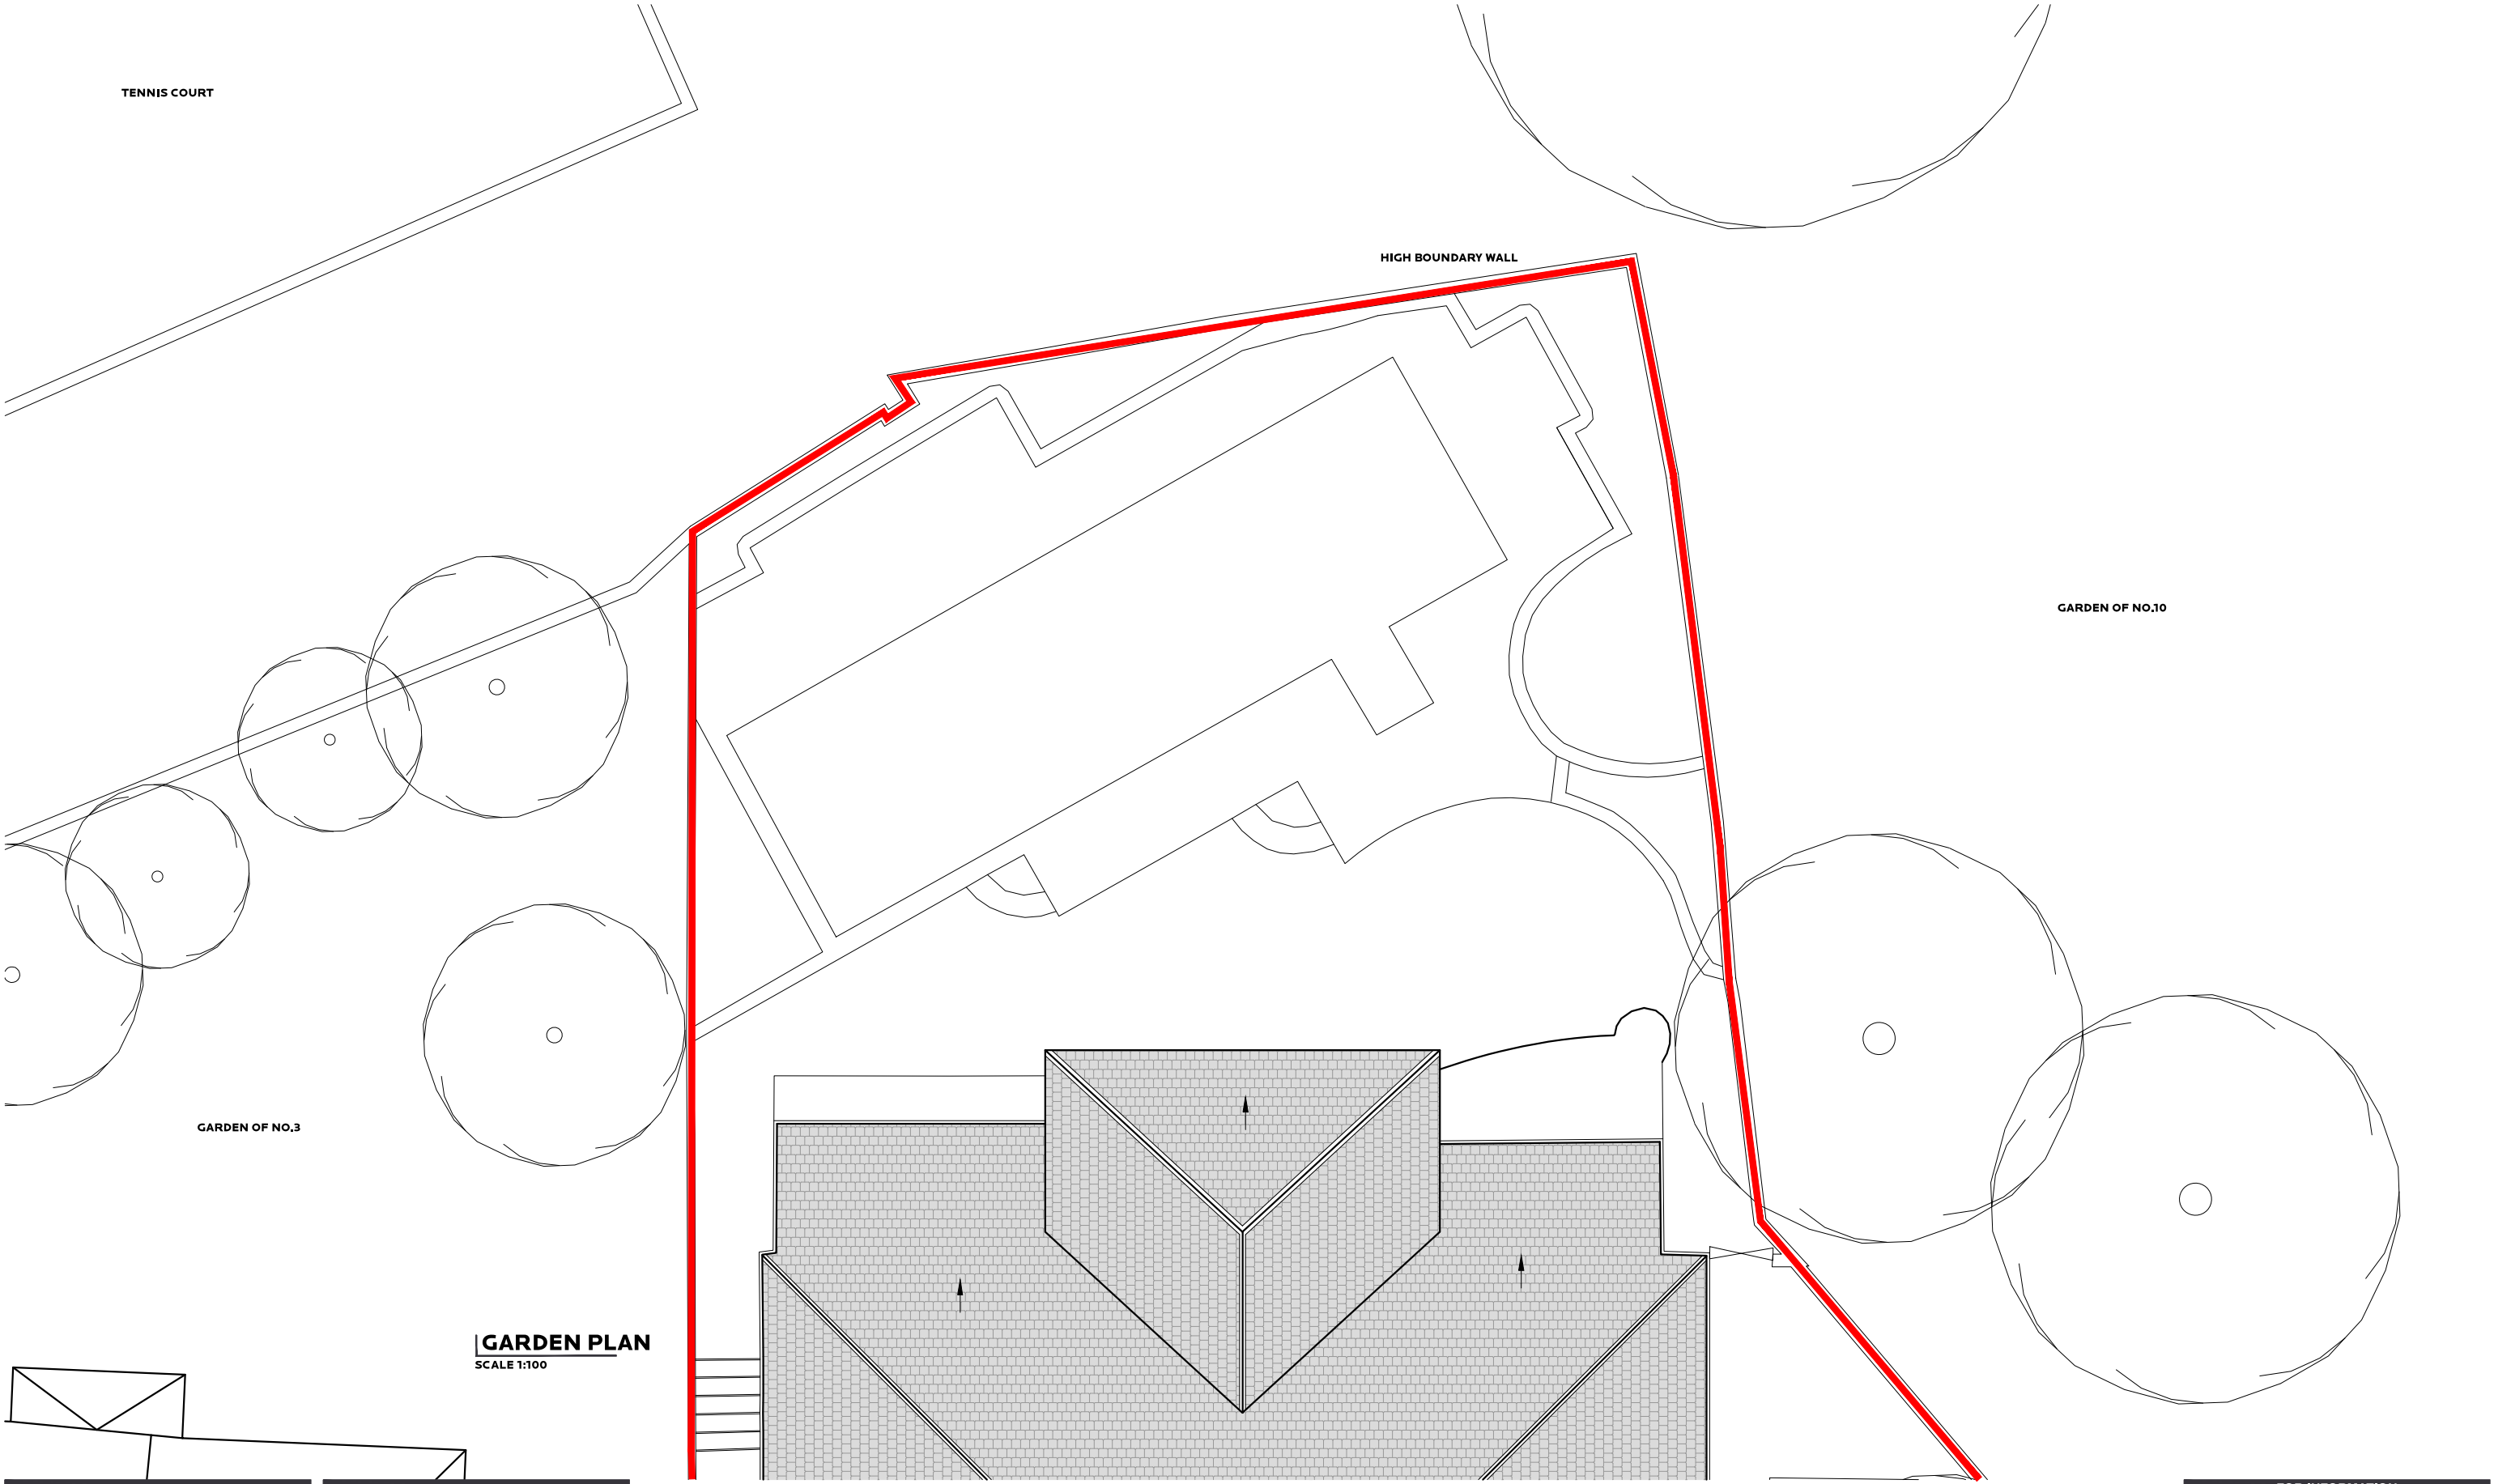 TENNIS COURT
HIGH BOUNDARY WALL
GARDEN OF NO.10
GARDEN OF NO.3
GARDEN PLAN
SCALE 1:100